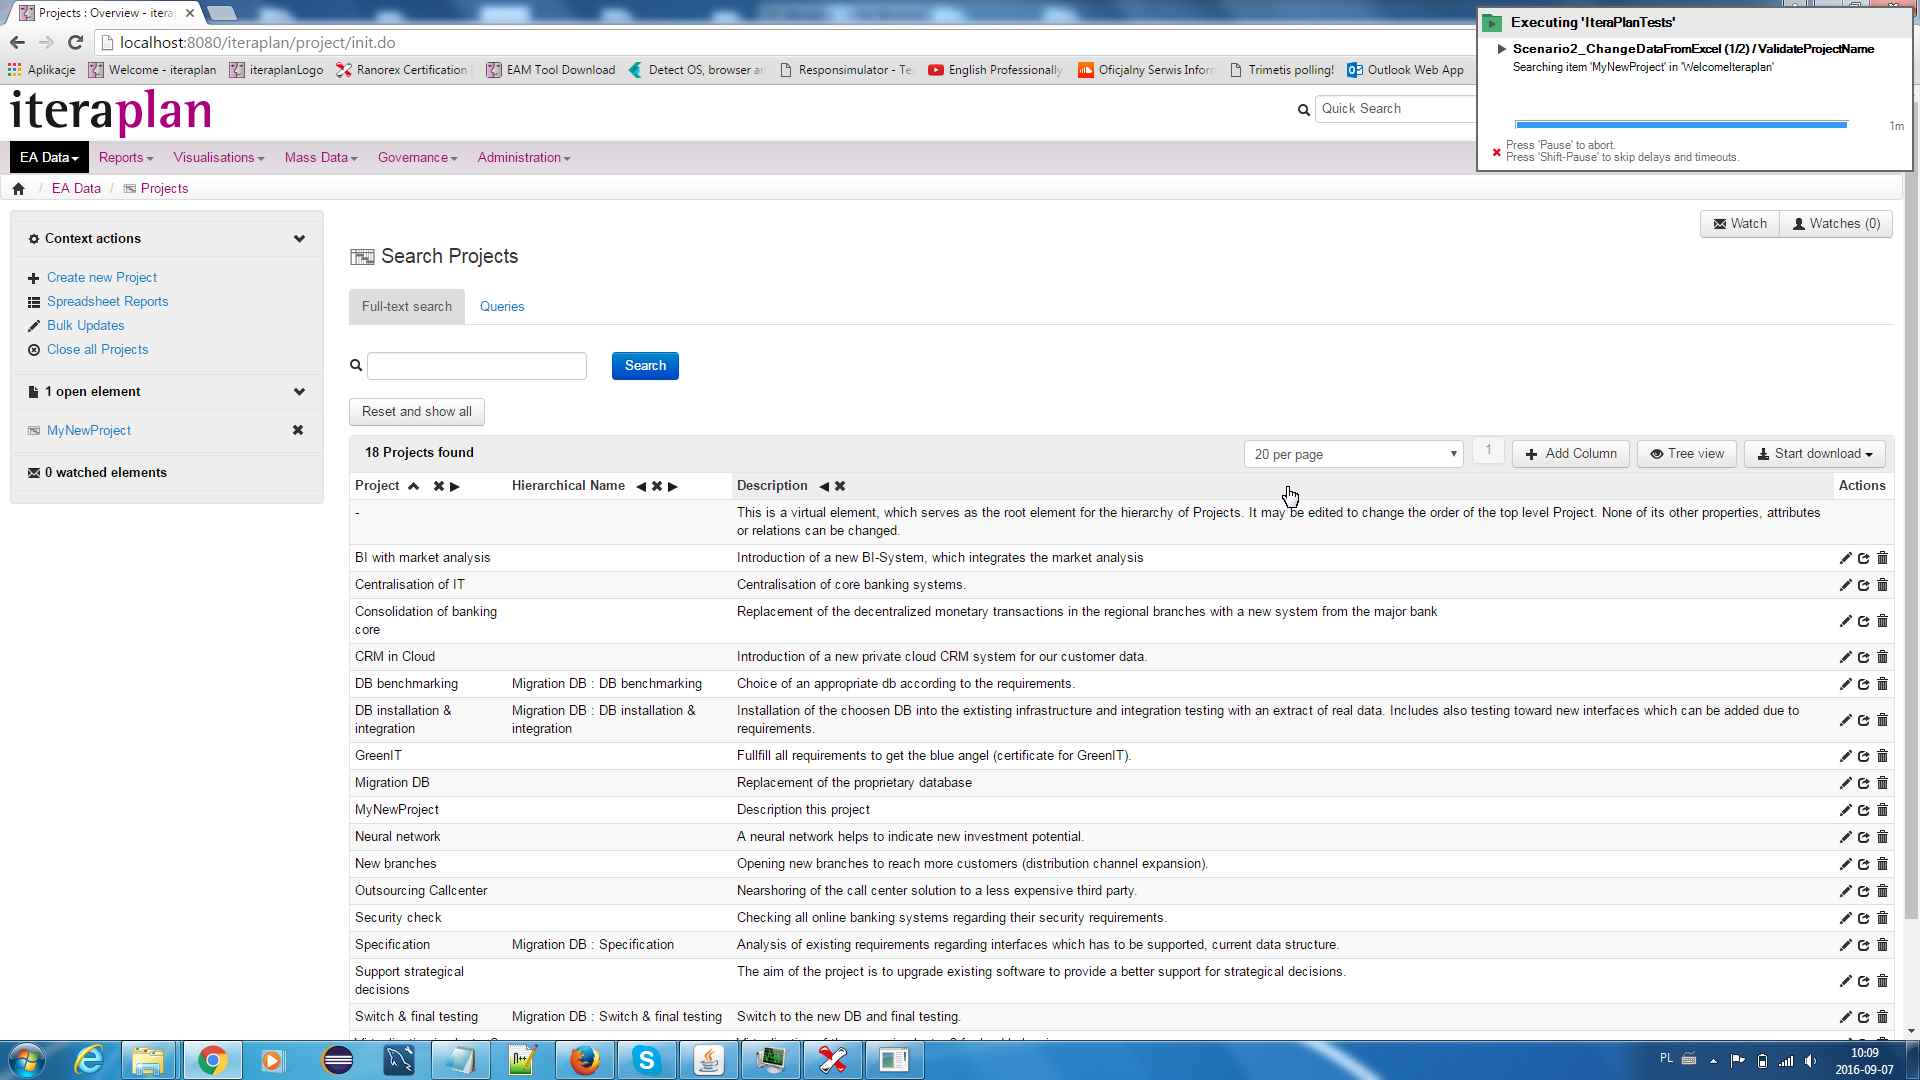 Projects : Overview - itera
localhost:8080/iteraplan/project/init.do
Aplikacje
Welcome - iteraplan
iteraplanLogo
Ranorex Certification
EAM Tool Download
Detect OS, browser an
Responsimulator - Te
English Professionally
Oficjalny Serwis Inform
Trimetis polling!
Outlook Web App
Executing 'IteraPlanTests'
Scenario2_ChangeDataFromExcel (1/2) / ValidateProjectName
Searching item 'MyNewProject' in 'WelcomeIteraplan'
1m
Press 'Pause' to abort.
Press 'Shift-Pause' to skip delays and timeouts.
iteraplan
Quick Search
EA Data
Reports
Visualisations
Mass Data
Governance
Administration
/ EA Data / Projects
Watch
Watches (0)
Context actions
Create new Project
Spreadsheet Reports
Bulk Updates
Close all Projects
1 open element
MyNewProject
0 watched elements
Search Projects
Full-text search
Queries
Search
Reset and show all
18 Projects found
20 per page
1
Add Column
Tree view
Start download
Project
Hierarchical Name
Description
Actions
-
This is a virtual element, which serves as the root element for the hierarchy of Projects. It may be edited to change the order of the top level Project. None of its other properties, attributes
or relations can be changed.
BI with market analysis
Introduction of a new BI-System, which integrates the market analysis
Centralisation of IT
Centralisation of core banking systems.
Consolidation of banking
core
Replacement of the decentralized monetary transactions in the regional branches with a new system from the major bank
CRM in Cloud
Introduction of a new private cloud CRM system for our customer data.
DB benchmarking
Migration DB : DB benchmarking
Choice of an appropriate db according to the requirements.
DB installation &
integration
Migration DB : DB installation &
integration
Installation of the choosen DB into the extisting infrastructure and integration testing with an extract of real data. Includes also testing toward new interfaces which can be added due to
requirements.
GreenIT
Fullfill all requirements to get the blue angel (certificate for GreenIT).
Migration DB
Replacement of the proprietary database
MyNewProject
Description this project
Neural network
A neural network helps to indicate new investment potential.
New branches
Opening new branches to reach more customers (distribution channel expansion).
Outsourcing Callcenter
Nearshoring of the call center solution to a less expensive third party.
Security check
Checking all online banking systems regarding their security requirements.
Specification
Migration DB : Specification
Analysis of existing requirements regarding interfaces which has to be supported, current data structure.
Support strategical
decisions
The aim of the project is to upgrade existing software to provide a better support for strategical decisions.
Switch & final testing
Migration DB : Switch & final testing
Switch to the new DB and final testing.
PL
10:09
2016-09-07